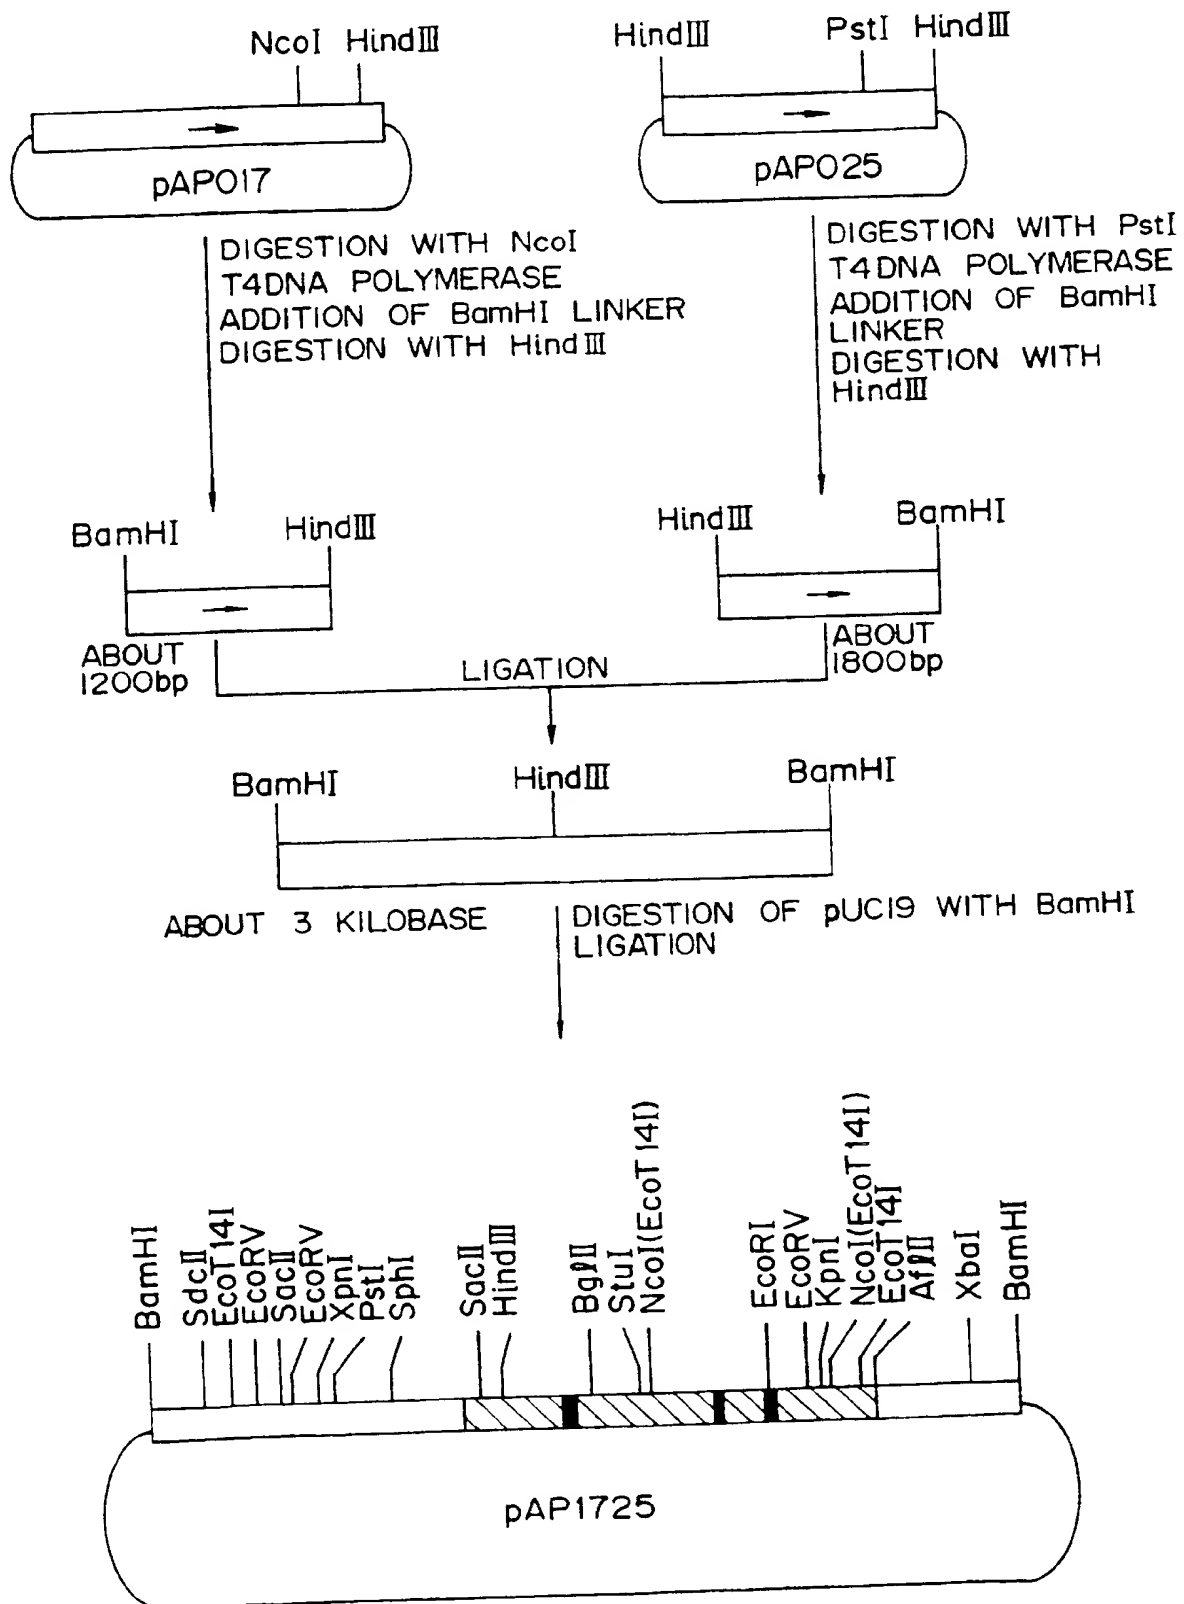 NcoI HindIII
pAPO17
HindIII PstI HindIII
pAPO25
DIGESTION WITH NcoI
T4DNA POLYMERASE
ADDITION OF BamHI LINKER
DIGESTION WITH HindIII
DIGESTION WITH PstI
T4DNA POLYMERASE
ADDITION OF BamHI
LINKER
DIGESTION WITH
HindIII
BamHI HindIII
ABOUT
1200bp
HindIII BamHI
ABOUT
1800bp
LIGATION
BamHI HindIII BamHI
ABOUT 3 KILOBASE
DIGESTION OF pUC19 WITH BamHI
LIGATION
BamHI
SdcII
EcoT14I
EcoRV
SacII
EcoRV
XpnI
PstI
SphI
SacII
HindIII
BglII
StuI
NcoI(EcoT14I)
EcoRI
EcoRV
KpnI
NcoI(EcoT14I)
EcoT14I
AflII
XbaI
BamHI
pAP1725